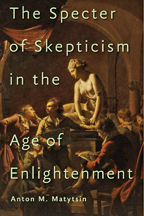 The Specter
of Skepticism
in the
Age of
Enlightenment
Anton M. Matytsin